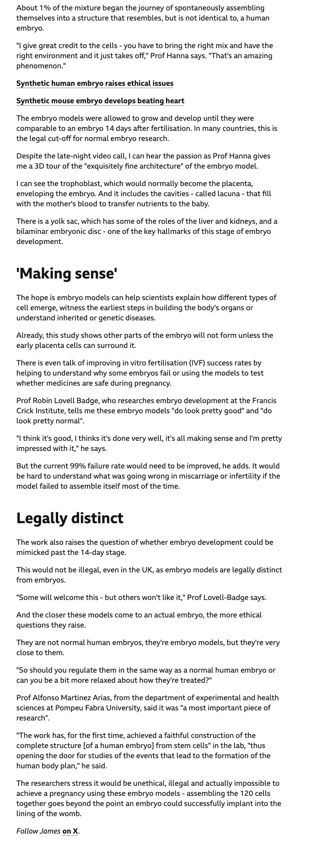 About 1% of the mixture began the journey of spontaneously assembling
themselves into a structure that resembles, but is not identical to, a human
embryo.
"I give great credit to the cells - you have to bring the right mix and have the
right environment and it just takes off," Prof Hanna says. "That's an amazing
phenomenon."
Synthetic human embryo raises ethical issues
Synthetic mouse embryo develops beating heart
The embryo models were allowed to grow and develop until they were
comparable to an embryo 14 days after fertilisation. In many countries, this is
the legal cut-off for normal embryo research.
Despite the late-night video call, I can hear the passion as Prof Hanna gives
me a 3D tour of the "exquisitely fine architecture" of the embryo model.
I can see the trophoblast, which would normally become the placenta,
enveloping the embryo. And it includes the cavities - called lacuna - that fill
with the mother's blood to transfer nutrients to the baby.
There is a yolk sac, which has some of the roles of the liver and kidneys, and a
bilaminar embryonic disc - one of the key hallmarks of this stage of embryo
development.
'Making sense'
The hope is embryo models can help scientists explain how different types of
cell emerge, witness the earliest steps in building the body's organs or
understand inherited or genetic diseases.
Already, this study shows other parts of the embryo will not form unless the
early placenta cells can surround it.
There is even talk of improving in vitro fertilisation (IVF) success rates by
helping to understand why some embryos fail or using the models to test
whether medicines are safe during pregnancy.
Prof Robin Lovell Badge, who researches embryo development at the Francis
Crick Institute, tells me these embryo models "do look pretty good" and "do
look pretty normal".
"I think it's good, I thinks it's done very well, it's all making sense and I'm pretty
impressed with it," he says.
But the current 99% failure rate would need to be improved, he adds. It would
be hard to understand what was going wrong in miscarriage or infertility if the
model failed to assemble itself most of the time.
Legally distinct
The work also raises the question of whether embryo development could be
mimicked past the 14-day stage.
This would not be illegal, even in the UK, as embryo models are legally distinct
from embryos.
"Some will welcome this - but others won't like it," Prof Lovell-Badge says.
And the closer these models come to an actual embryo, the more ethical
questions they raise.
They are not normal human embryos, they're embryo models, but they're very
close to them.
"So should you regulate them in the same way as a normal human embryo or
can you be a bit more relaxed about how they're treated?"
Prof Alfonso Martinez Arias, from the department of experimental and health
sciences at Pompeu Fabra University, said it was "a most important piece of
research".
"The work has, for the first time, achieved a faithful construction of the
complete structure [of a human embryo] from stem cells" in the lab, "thus
opening the door for studies of the events that lead to the formation of the
human body plan," he said.
The researchers stress it would be unethical, illegal and actually impossible to
achieve a pregnancy using these embryo models - assembling the 120 cells
together goes beyond the point an embryo could successfully implant into the
lining of the womb.
Follow James on X.